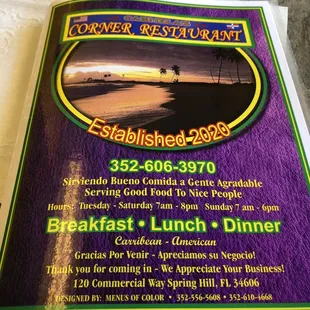 CORNER RESTAURANT
Established 2020
352-606-3970
Sirviendo Bueno Comida a Gente Agradable
Serving Good Food To Nice People
Hours: Tuesday - Saturday 7am - 8pm Sunday 7 am - 6pm
Breakfast • Lunch • Dinner
Carribean - American
Gracias Por Venir - Apreciamos su Negocio!
Thank you for coming in - We Appreciate Your Business!
120 Commercial Way Spring Hill, FL 34606
DESIGNED BY: MENUS OF COLOR • 352-556-5608 • 352-610-4668